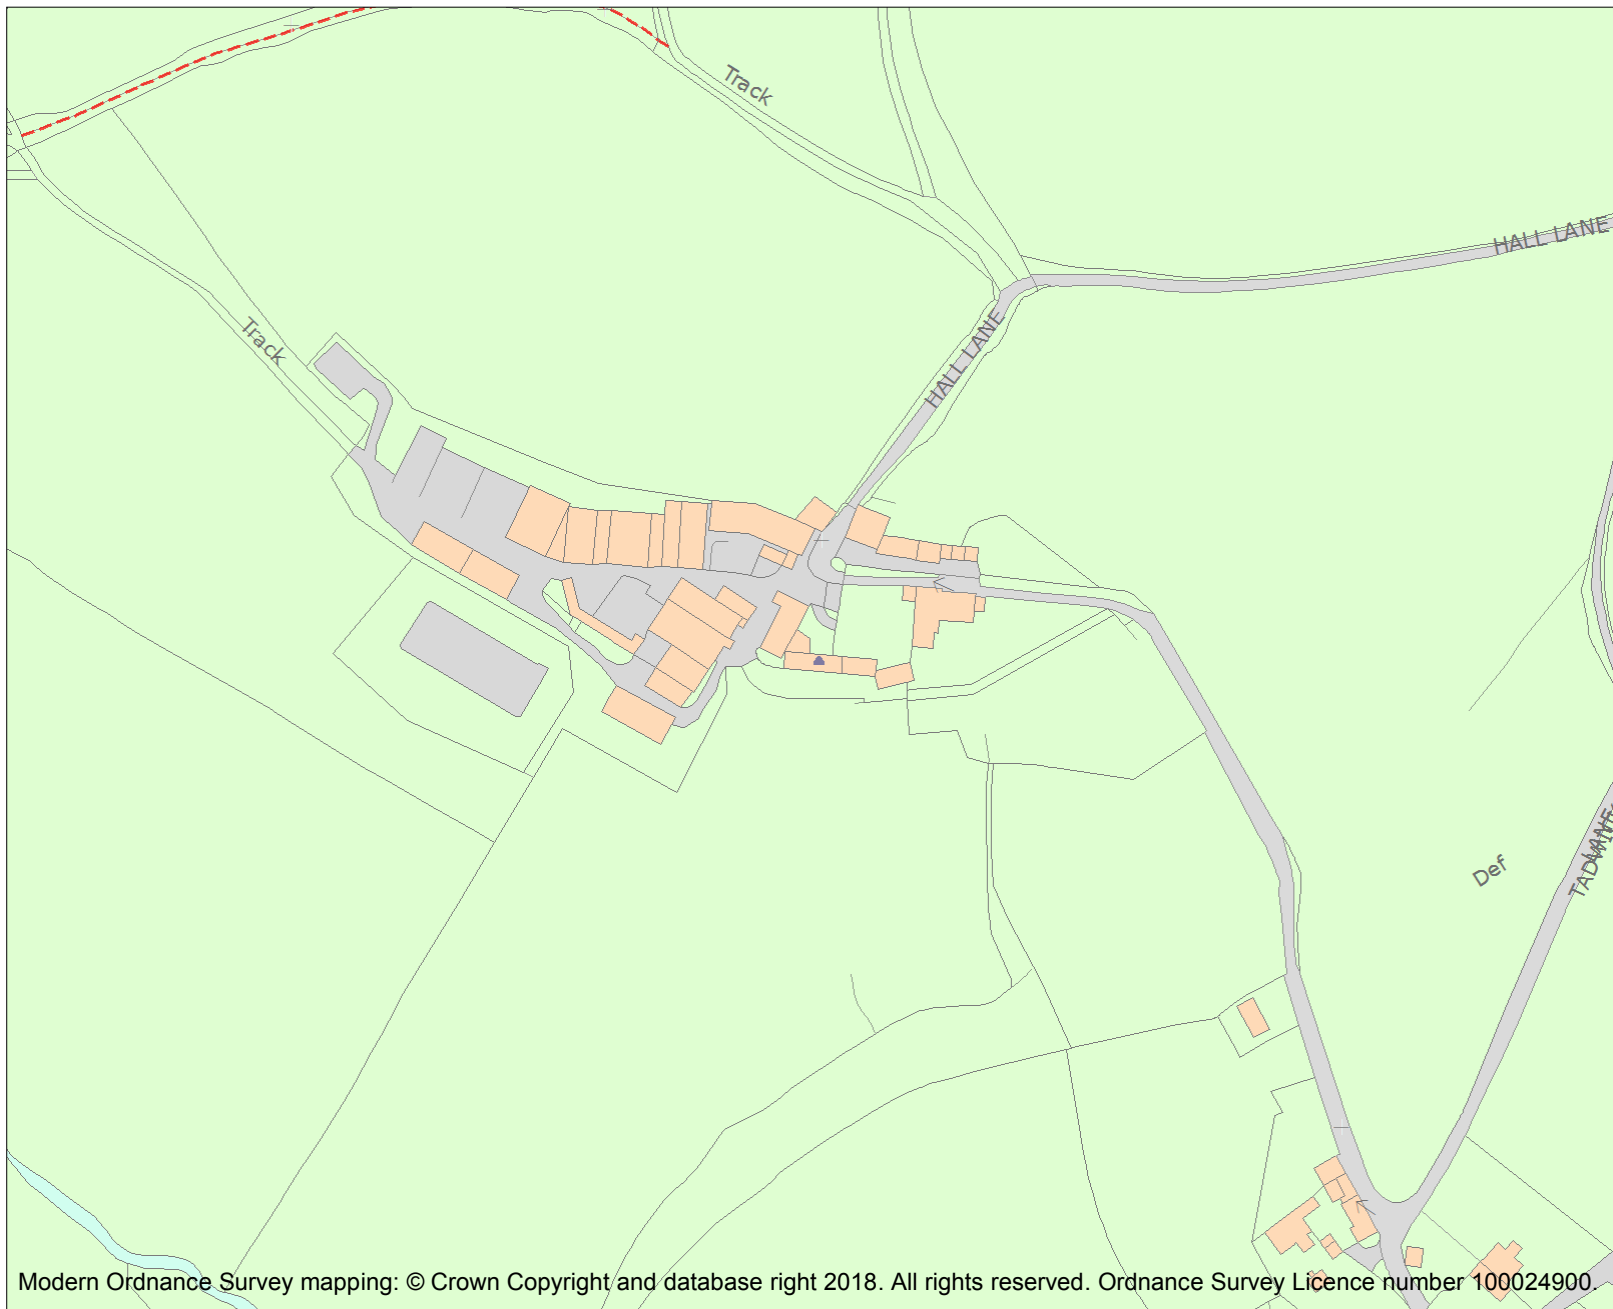 Track
HALL LANE
Track
HALL LANE
LANE
Def
Modern Ordnance Survey mapping: © Crown Copyright and database right 2018. All rights reserved. Ordnance Survey Licence number 100024900.